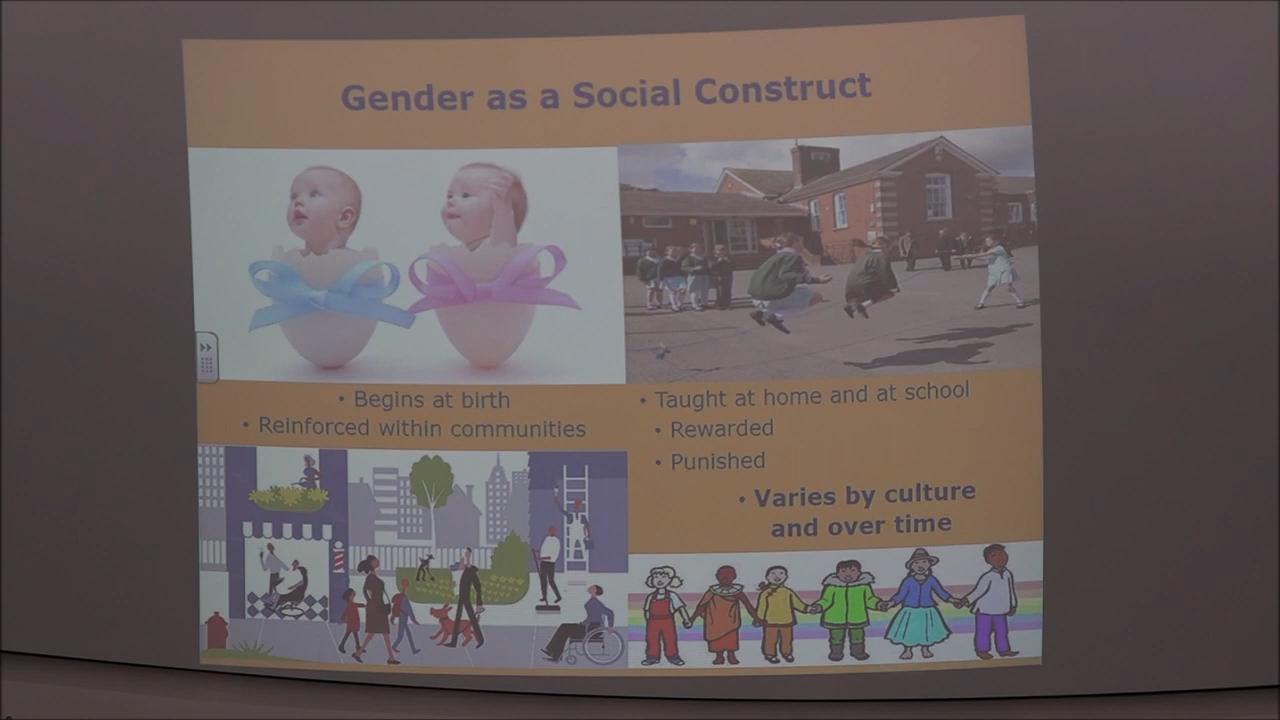 Gender as a Social Construct
• Begins at birth
• Reinforced within communities
• Taught at home and at school
• Rewarded
• Punished
• Varies by culture
and over time